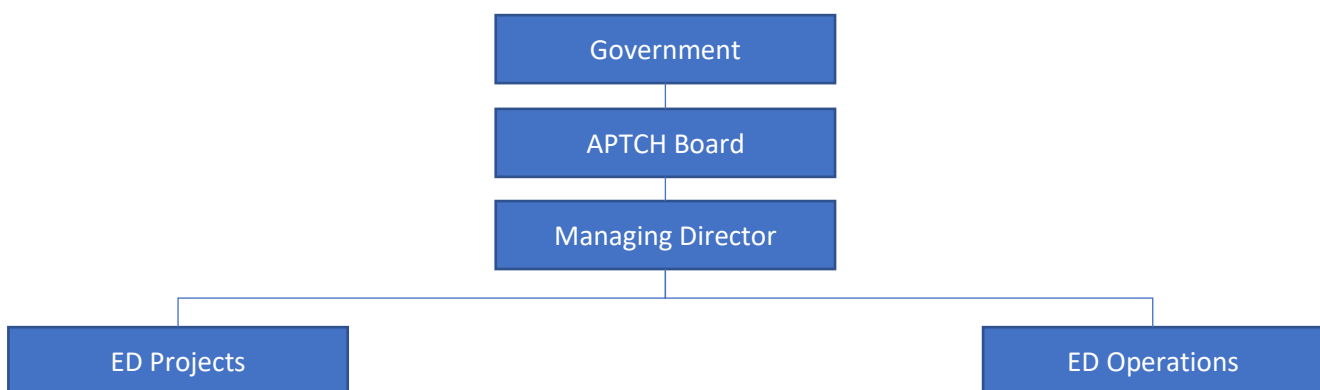 Government
APTCH Board
Managing Director
ED Projects
ED Operations